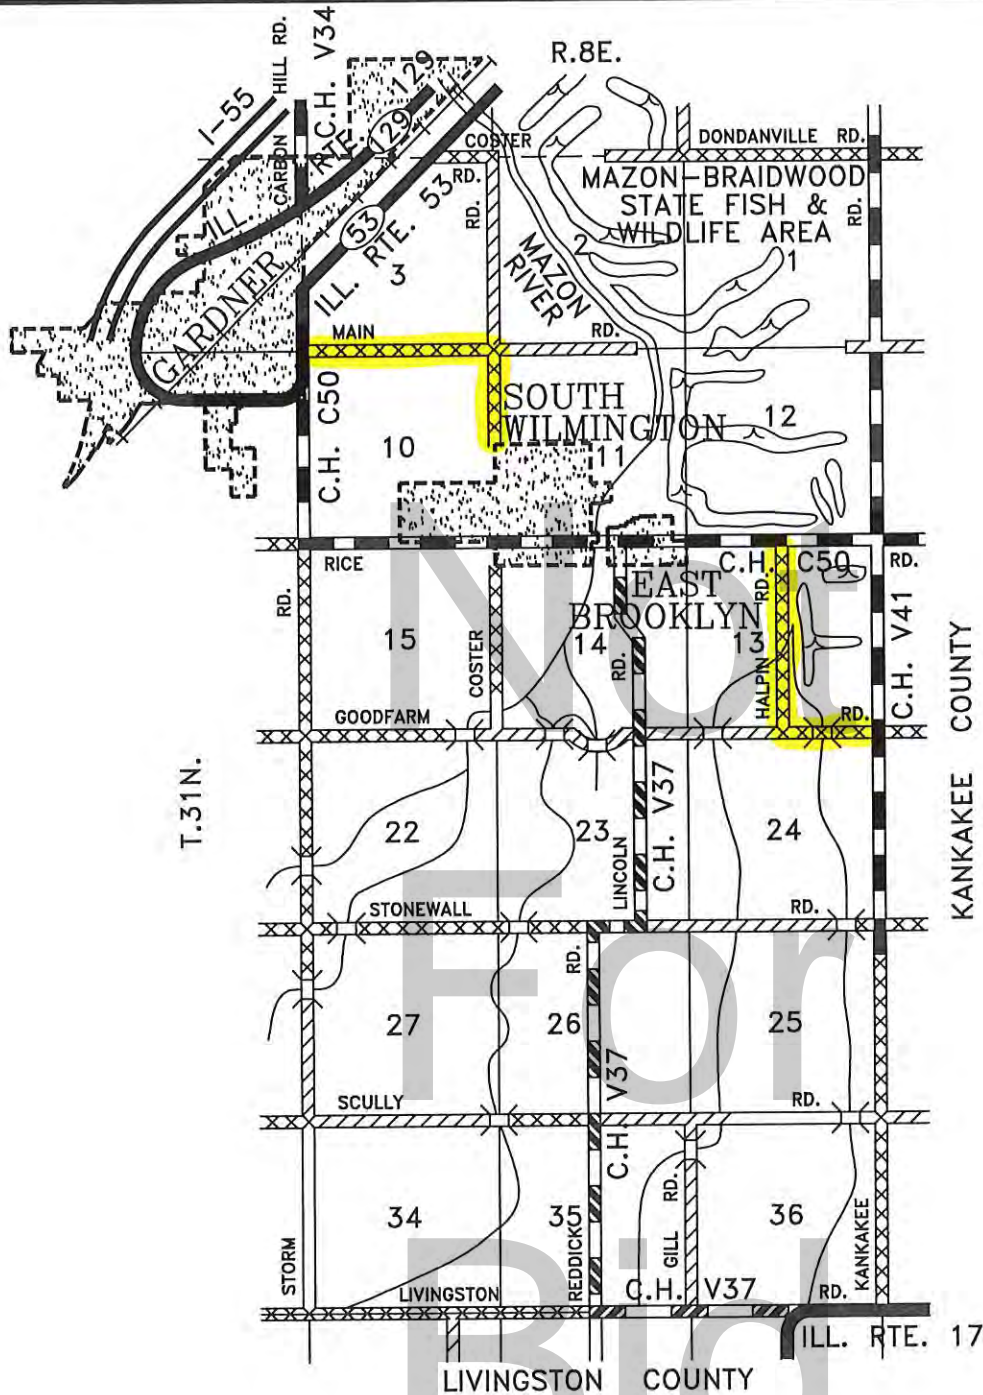 R.8E.
I-55
HILL RD.
CARBON
C.H. V34
ILL. RTE. 129
129
COSTER
RD.
DONDANVILLE RD.
MAZON-BRAIDWOOD
STATE FISH &
WILDLIFE AREA
RD.
RD.
53
ILL. RTE. 53
GARDNER
3
2
1
MAZON
RIVER
MAIN
RD.
C.H. C50
SOUTH
WILMINGTON
10
11
12
RICE
C.H. C50
RD.
EAST
BROOKLYN
RD.
15
14
13
COSTER
RD.
HALPIN
RD.
C.H. V41
GOODFARM
RD.
T.31N.
KANKAKEE COUNTY
22
23
24
LINCOLN
C.H. V37
STONEWALL
RD.
27
26
25
RD.
C.H. V37
SCULLY
RD.
34
35
36
STORM
REDDICK
GILL
RD.
KANKAKEE
LIVINGSTON
C.H. V37
RD.
ILL. RTE. 17
LIVINGSTON COUNTY
Not
For
Bid